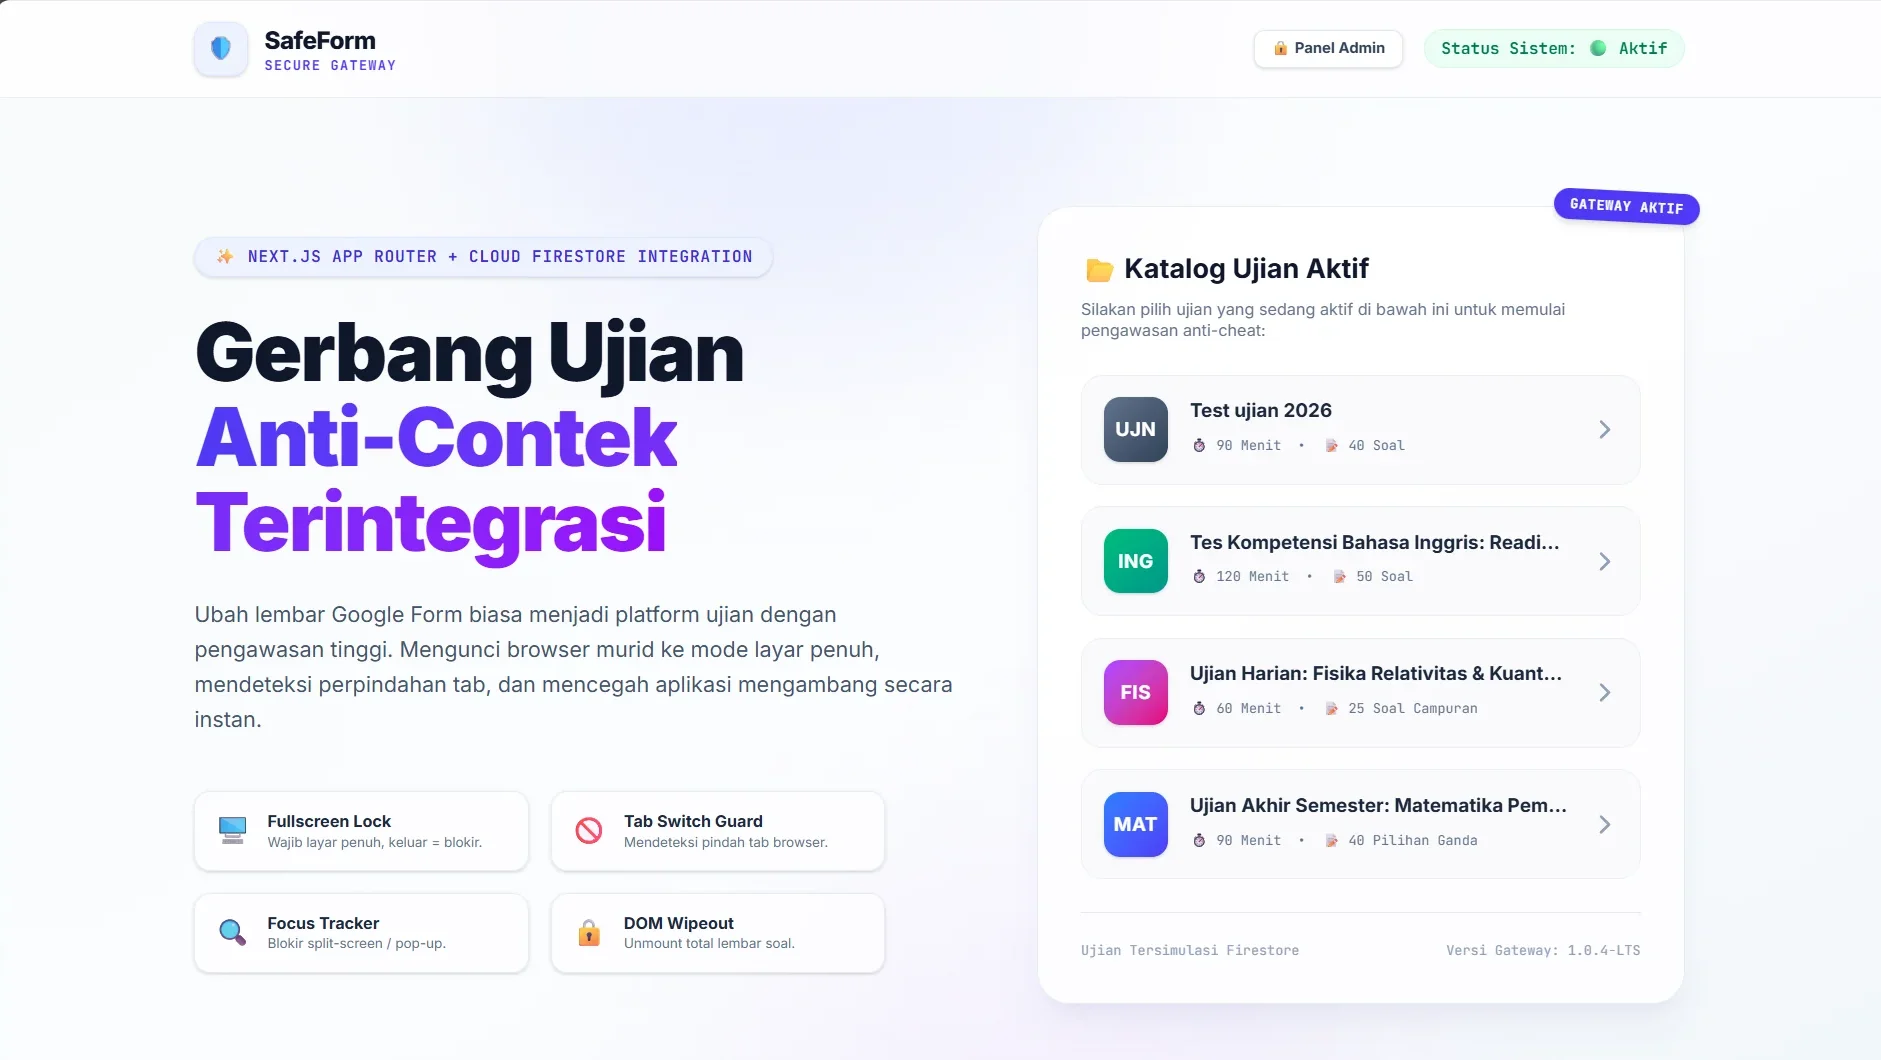 SafeForm
SECURE GATEWAY
Panel Admin
Status Sistem: Aktif
NEXT.JS APP ROUTER + CLOUD FIRESTORE INTEGRATION
Gerbang Ujian
Anti-Contek
Terintegrasi
Ubah lembar Google Form biasa menjadi platform ujian dengan
pengawasan tinggi. Mengunci browser murid ke mode layar penuh,
mendeteksi perpindahan tab, dan mencegah aplikasi mengambang secara
instan.
Fullscreen Lock
Wajib layar penuh, keluar = blokir.
Tab Switch Guard
Mendeteksi pindah tab browser.
Focus Tracker
Blokir split-screen / pop-up.
DOM Wipeout
Unmount total lembar soal.
GATEWAY AKTIF
Katalog Ujian Aktif
Silakan pilih ujian yang sedang aktif di bawah ini untuk memulai
pengawasan anti-cheat:
UJN
Test ujian 2026
90 Menit • 40 Soal
ING
Tes Kompetensi Bahasa Inggris: Readi...
120 Menit • 50 Soal
FIS
Ujian Harian: Fisika Relativitas & Kuant...
60 Menit • 25 Soal Campuran
MAT
Ujian Akhir Semester: Matematika Pem...
90 Menit • 40 Pilihan Ganda
Ujian Tersimulasi Firestore
Versi Gateway: 1.0.4-LTS